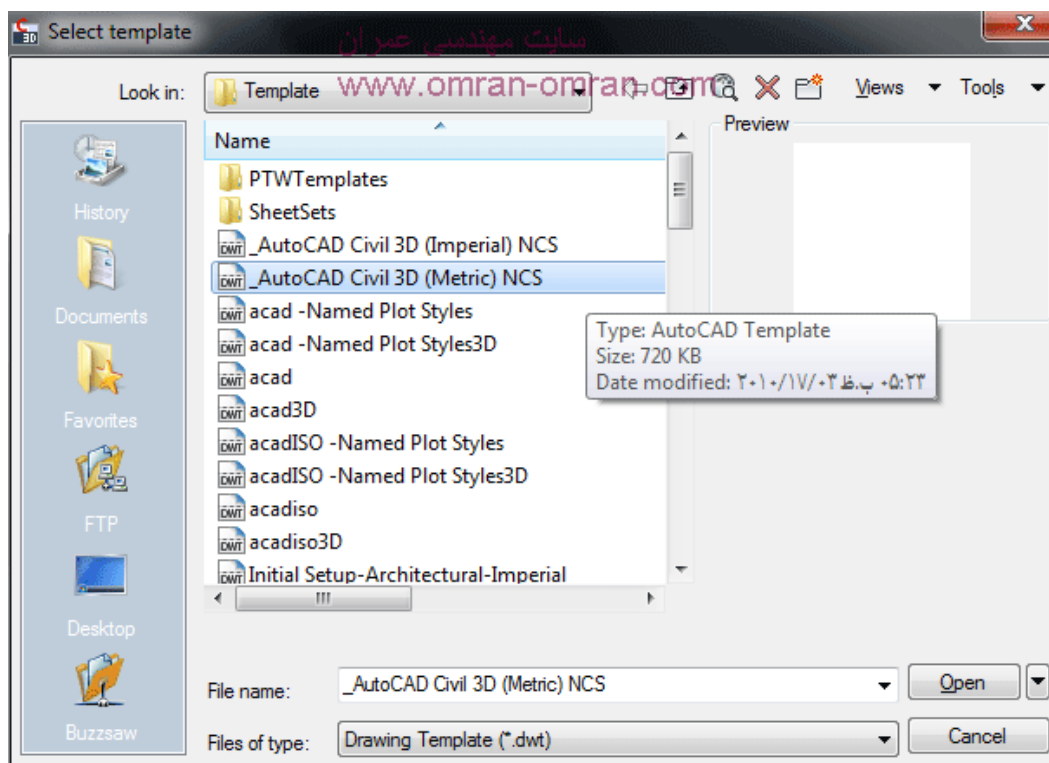 Select template
سایت مهندسی عمران
www.omran-omran.com
Look in:
Template
Views
Tools
Name
Preview
History
Documents
Favorites
FTP
Desktop
Buzzsaw
PTWTemplates
SheetSets
_AutoCAD Civil 3D (Imperial) NCS
_AutoCAD Civil 3D (Metric) NCS
acad -Named Plot Styles
acad -Named Plot Styles3D
acad
acad3D
acadISO -Named Plot Styles
acadISO -Named Plot Styles3D
acadiso
acadiso3D
Initial Setup-Architectural-Imperial
Type: AutoCAD Template
Size: 720 KB
Date modified: ۲۰۱۰/۱۷/۰۳ ب.ظ ۰۵:۲۳
File name:
_AutoCAD Civil 3D (Metric) NCS
Open
Files of type:
Drawing Template (*.dwt)
Cancel